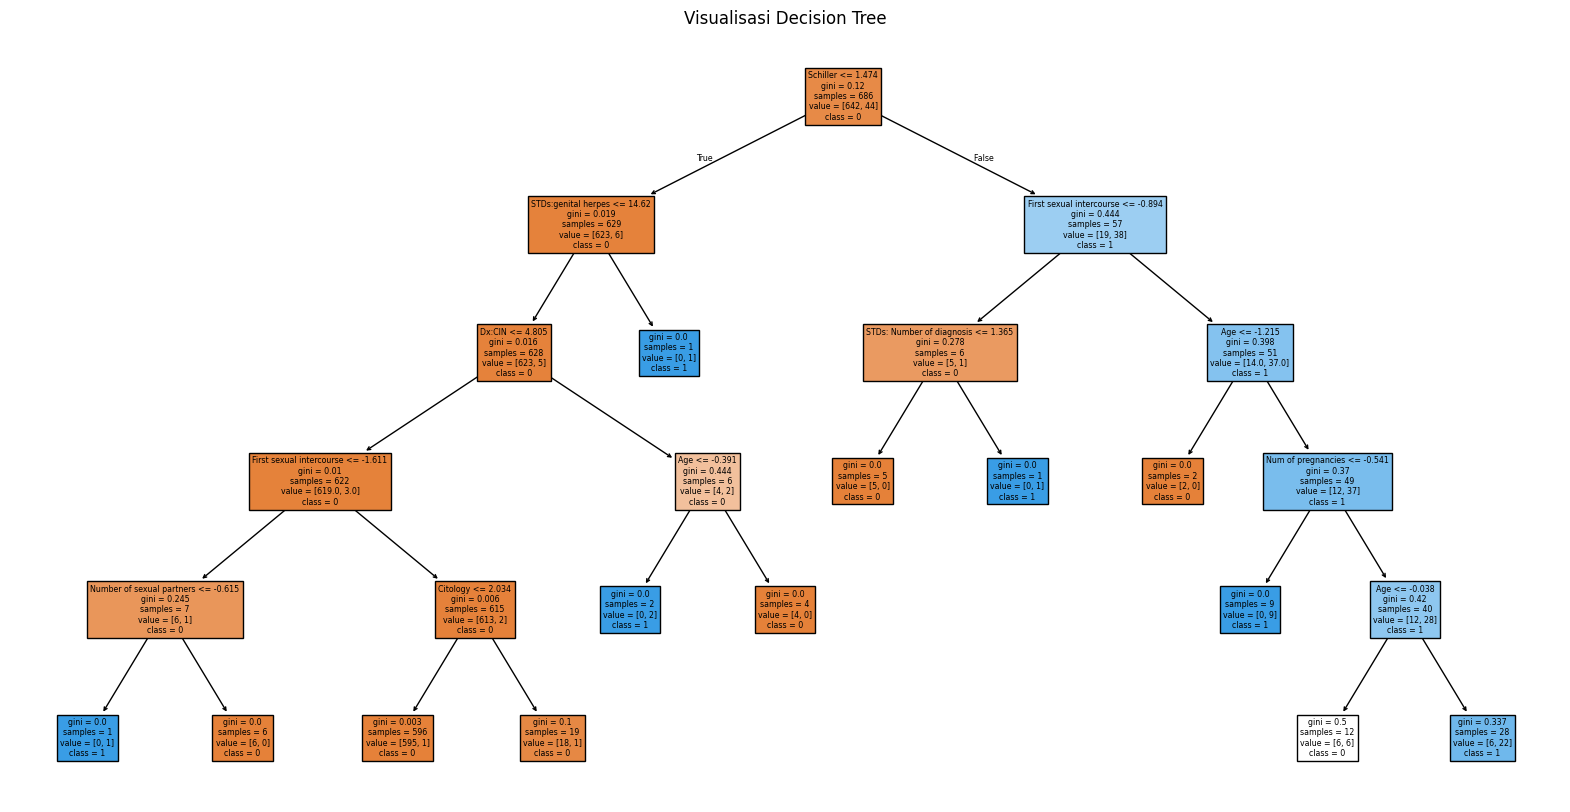 Visualisasi Decision Tree
Schiller <= 1.474
gini = 0.12
samples = 686
value = [642, 44]
class = 0
True
False
STDs:genital herpes <= 14.62
gini = 0.019
samples = 629
value = [623, 6]
class = 0
First sexual intercourse <= -0.894
gini = 0.444
samples = 57
value = [19, 38]
class = 1
Dx:CIN <= 4.805
gini = 0.016
samples = 628
value = [623, 5]
class = 0
gini = 0.0
samples = 1
value = [0, 1]
class = 1
STDs: Number of diagnosis <= 1.365
gini = 0.278
samples = 6
value = [5, 1]
class = 0
Age <= -1.215
gini = 0.398
samples = 51
value = [14.0, 37.0]
class = 1
First sexual intercourse <= -1.611
gini = 0.01
samples = 622
value = [619.0, 3.0]
class = 0
Age <= -0.391
gini = 0.444
samples = 6
value = [4, 2]
class = 0
gini = 0.0
samples = 5
value = [5, 0]
class = 0
gini = 0.0
samples = 1
value = [0, 1]
class = 1
gini = 0.0
samples = 2
value = [2, 0]
class = 0
Num of pregnancies <= -0.541
gini = 0.37
samples = 49
value = [12, 37]
class = 1
Number of sexual partners <= -0.615
gini = 0.245
samples = 7
value = [6, 1]
class = 0
Citology <= 2.034
gini = 0.006
samples = 615
value = [613, 2]
class = 0
gini = 0.0
samples = 2
value = [0, 2]
class = 1
gini = 0.0
samples = 4
value = [4, 0]
class = 0
gini = 0.0
samples = 9
value = [0, 9]
class = 1
Age <= -0.038
gini = 0.42
samples = 40
value = [12, 28]
class = 1
gini = 0.0
samples = 1
value = [0, 1]
class = 1
gini = 0.0
samples = 6
value = [6, 0]
class = 0
gini = 0.003
samples = 596
value = [595, 1]
class = 0
gini = 0.1
samples = 19
value = [18, 1]
class = 0
gini = 0.5
samples = 12
value = [6, 6]
class = 0
gini = 0.337
samples = 28
value = [6, 22]
class = 1